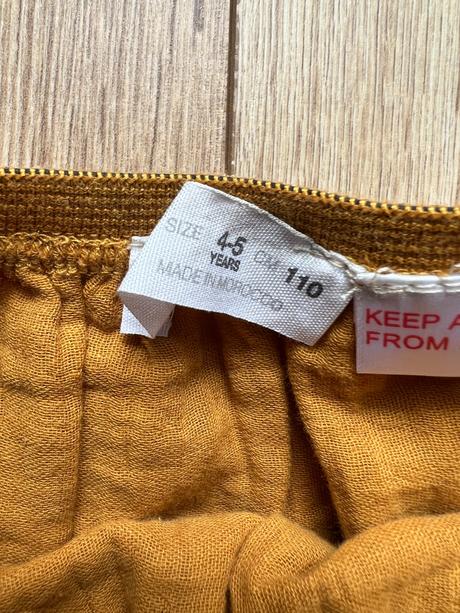 SIZE 4-5 YEARS CM 110
MADE IN MOROCCO
KEEP A
FROM